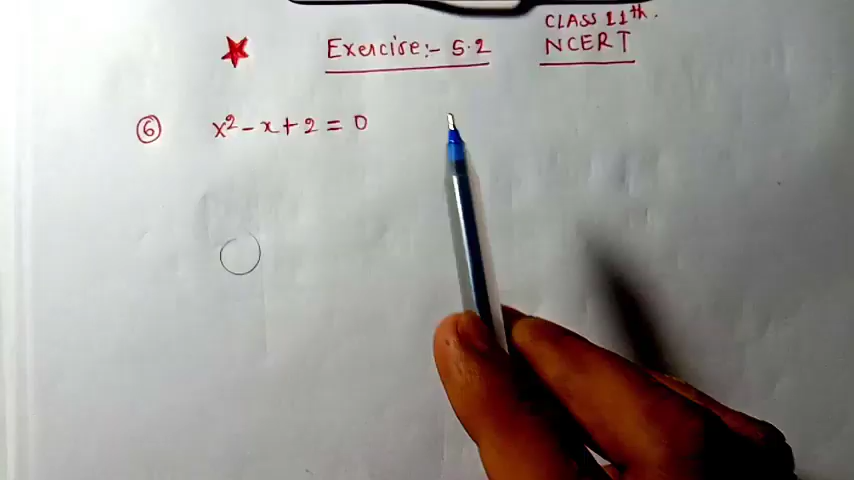 CLASS 11th.
Exercise:- 5.2 NCERT
⑥ x² - x + 2 = 0